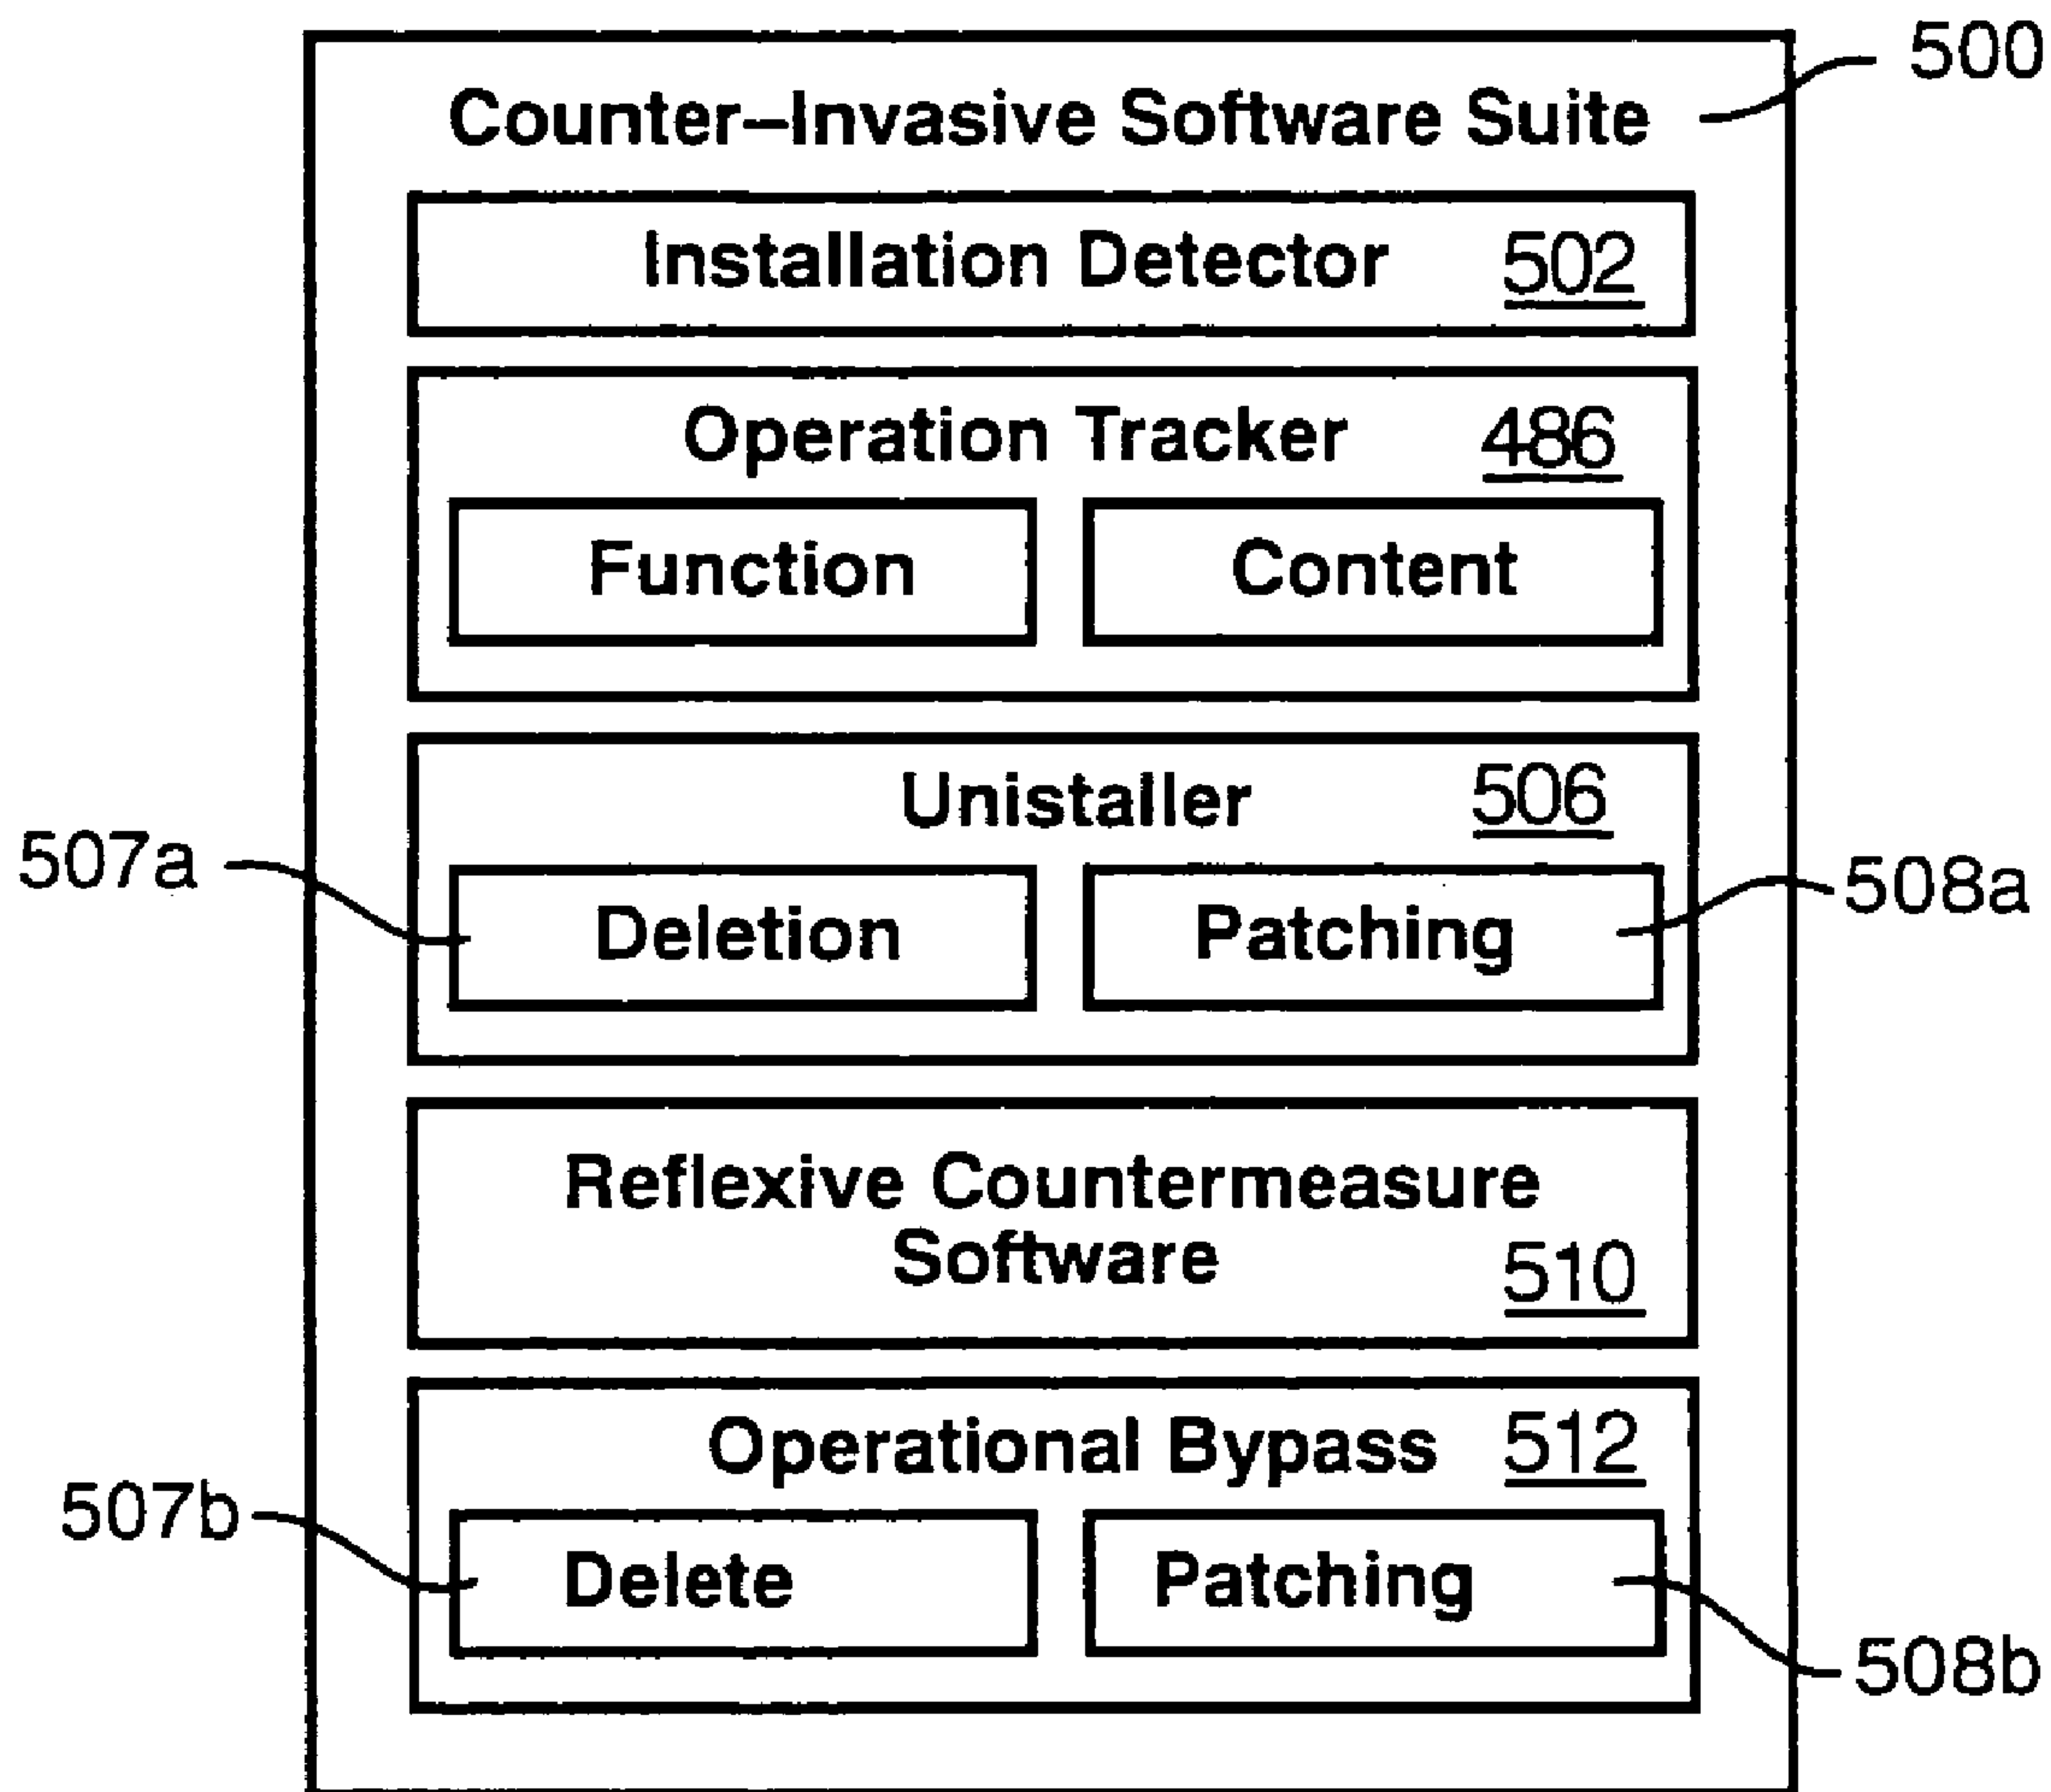 500
Counter–Invasive Software Suite
Installation Detector 502
Operation Tracker 486
Function Content
Unistaller 506
507a
508a
Deletion Patching
Reflexive Countermeasure
Software 510
Operational Bypass 512
507b
Delete Patching
508b